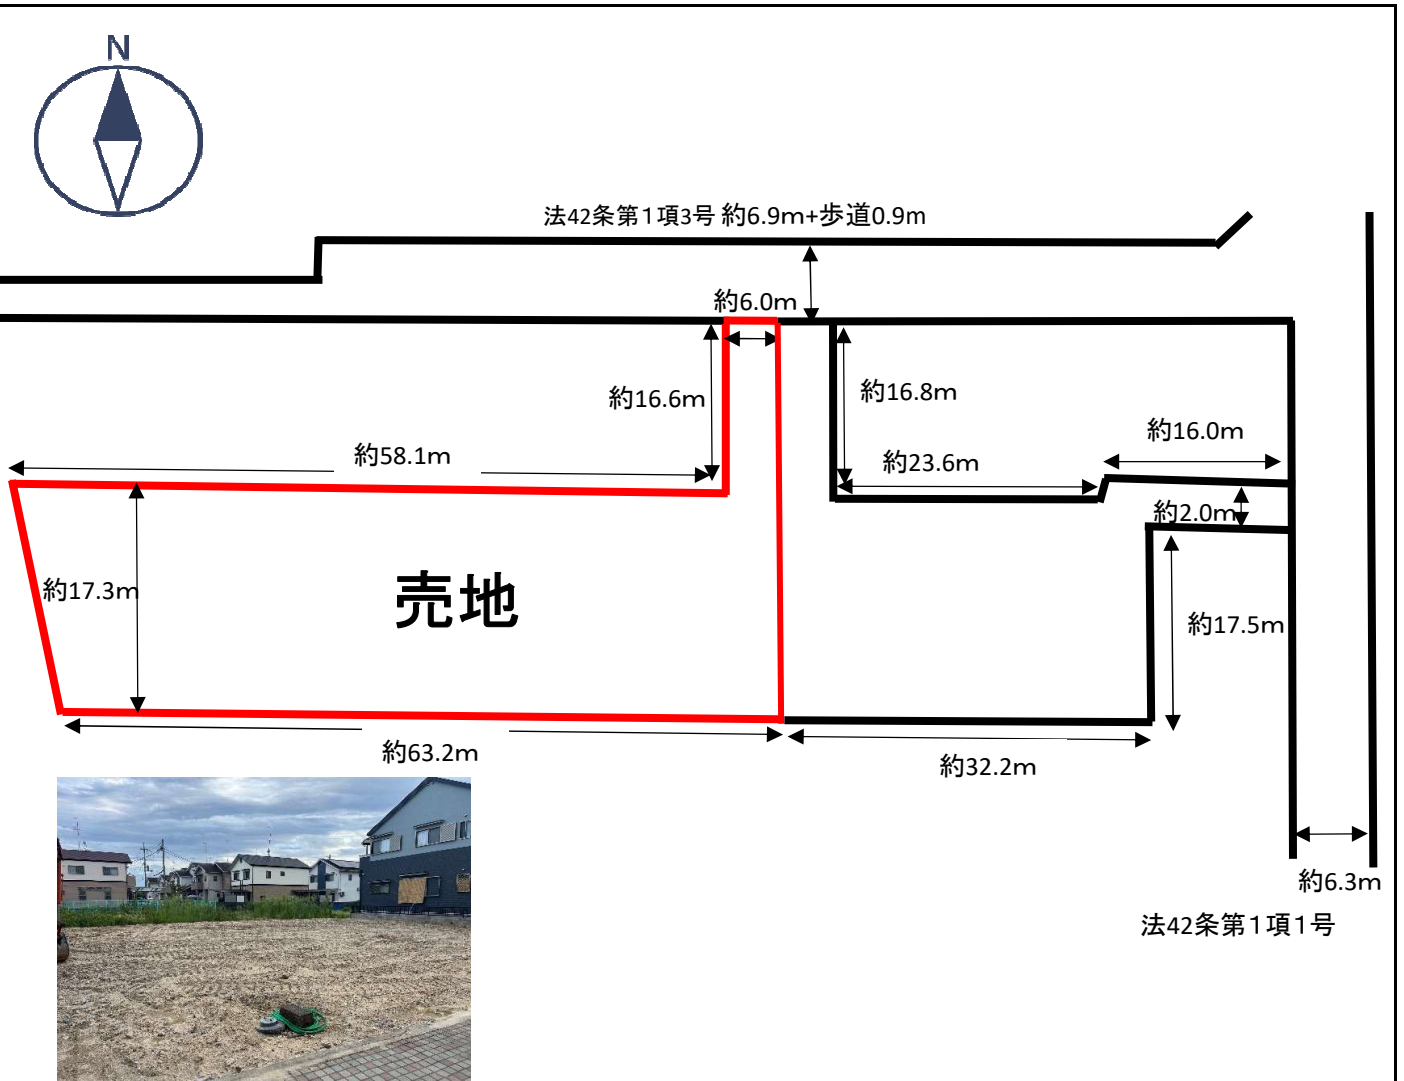 N
法42条第1項3号 約6.9m+歩道0.9m
約6.0m
約16.6m
約16.8m
約16.0m
約58.1m
約23.6m
約2.0m
約17.3m
売地
約17.5m
約63.2m
約32.2m
約6.3m
法42条第1項1号